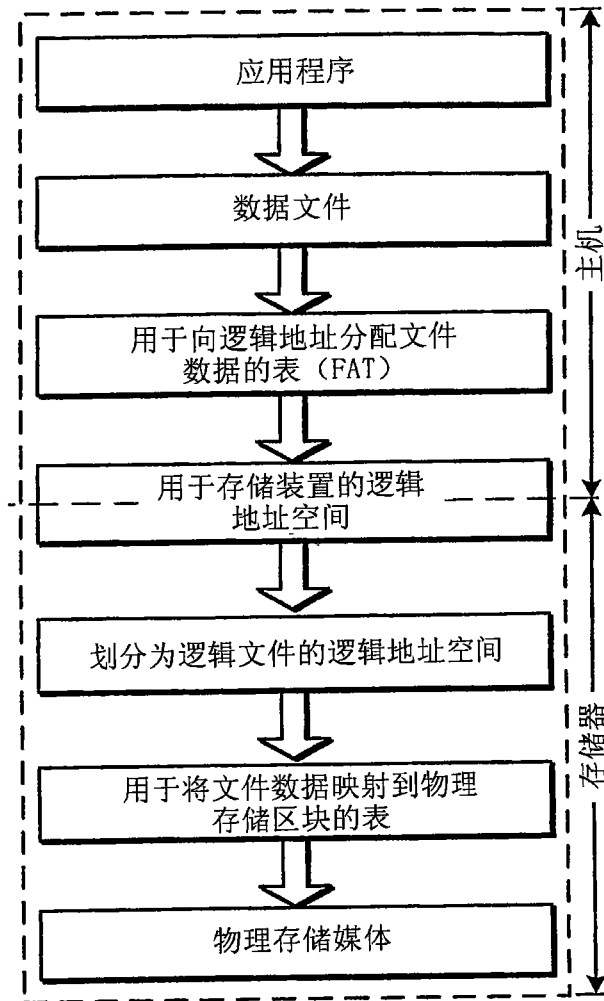 应用程序
数据文件
用于向逻辑地址分配文件
数据的表（FAT）
用于存储装置的逻辑
地址空间
划分为逻辑文件的逻辑地址空间
用于将文件数据映射到物理
存储区块的表
物理存储媒体
主机
存储器